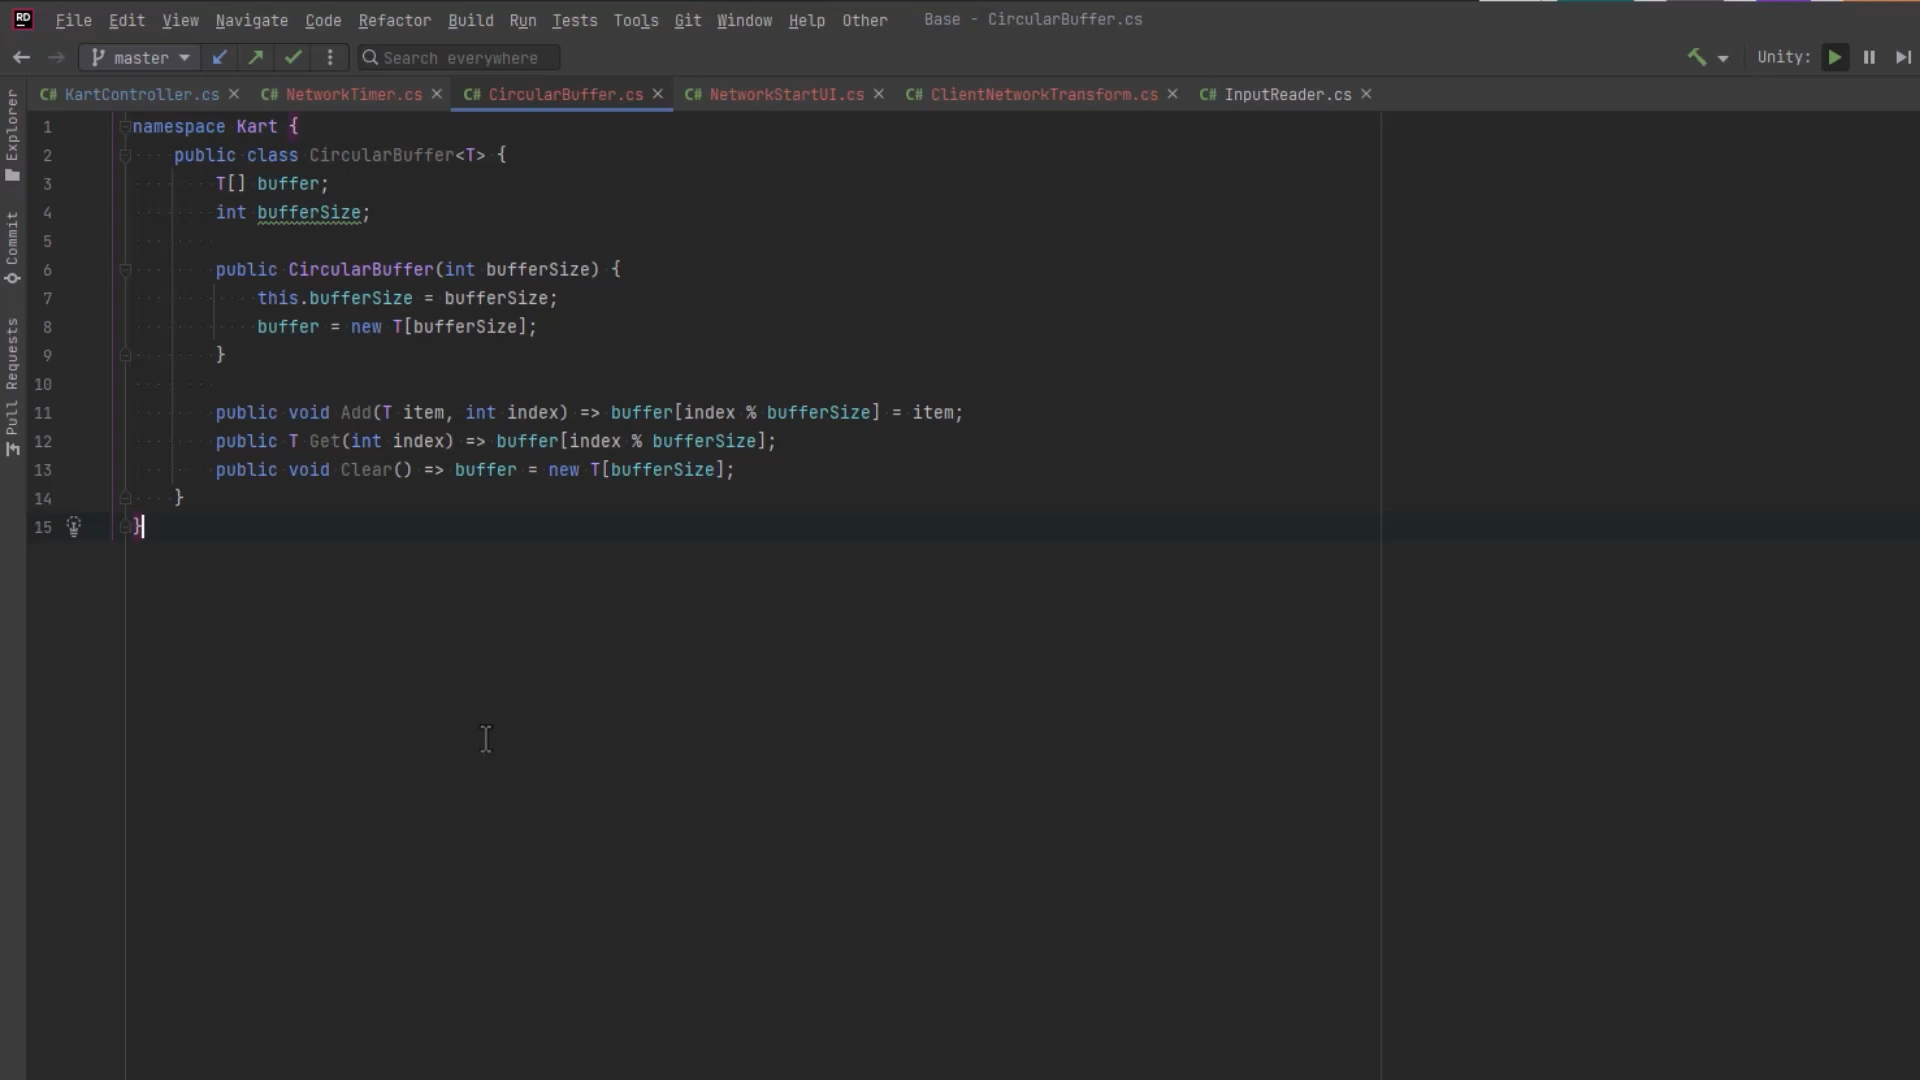 RD File Edit View Navigate Code Refactor Build Run Tests Tools Git Window Help Other Base - CircularBuffer.cs
master Search everywhere Unity:
C# KartController.cs C# NetworkTimer.cs C# CircularBuffer.cs C# NetworkStartUI.cs C# ClientNetworkTransform.cs C# InputReader.cs
Explorer
Commit
Pull Requests
1 namespace Kart {
2 public class CircularBuffer<T> {
3 T[] buffer;
4 int bufferSize;
5
6 public CircularBuffer(int bufferSize) {
7 this.bufferSize = bufferSize;
8 buffer = new T[bufferSize];
9 }
10
11 public void Add(T item, int index) => buffer[index % bufferSize] = item;
12 public T Get(int index) => buffer[index % bufferSize];
13 public void Clear() => buffer = new T[bufferSize];
14 }
15 }